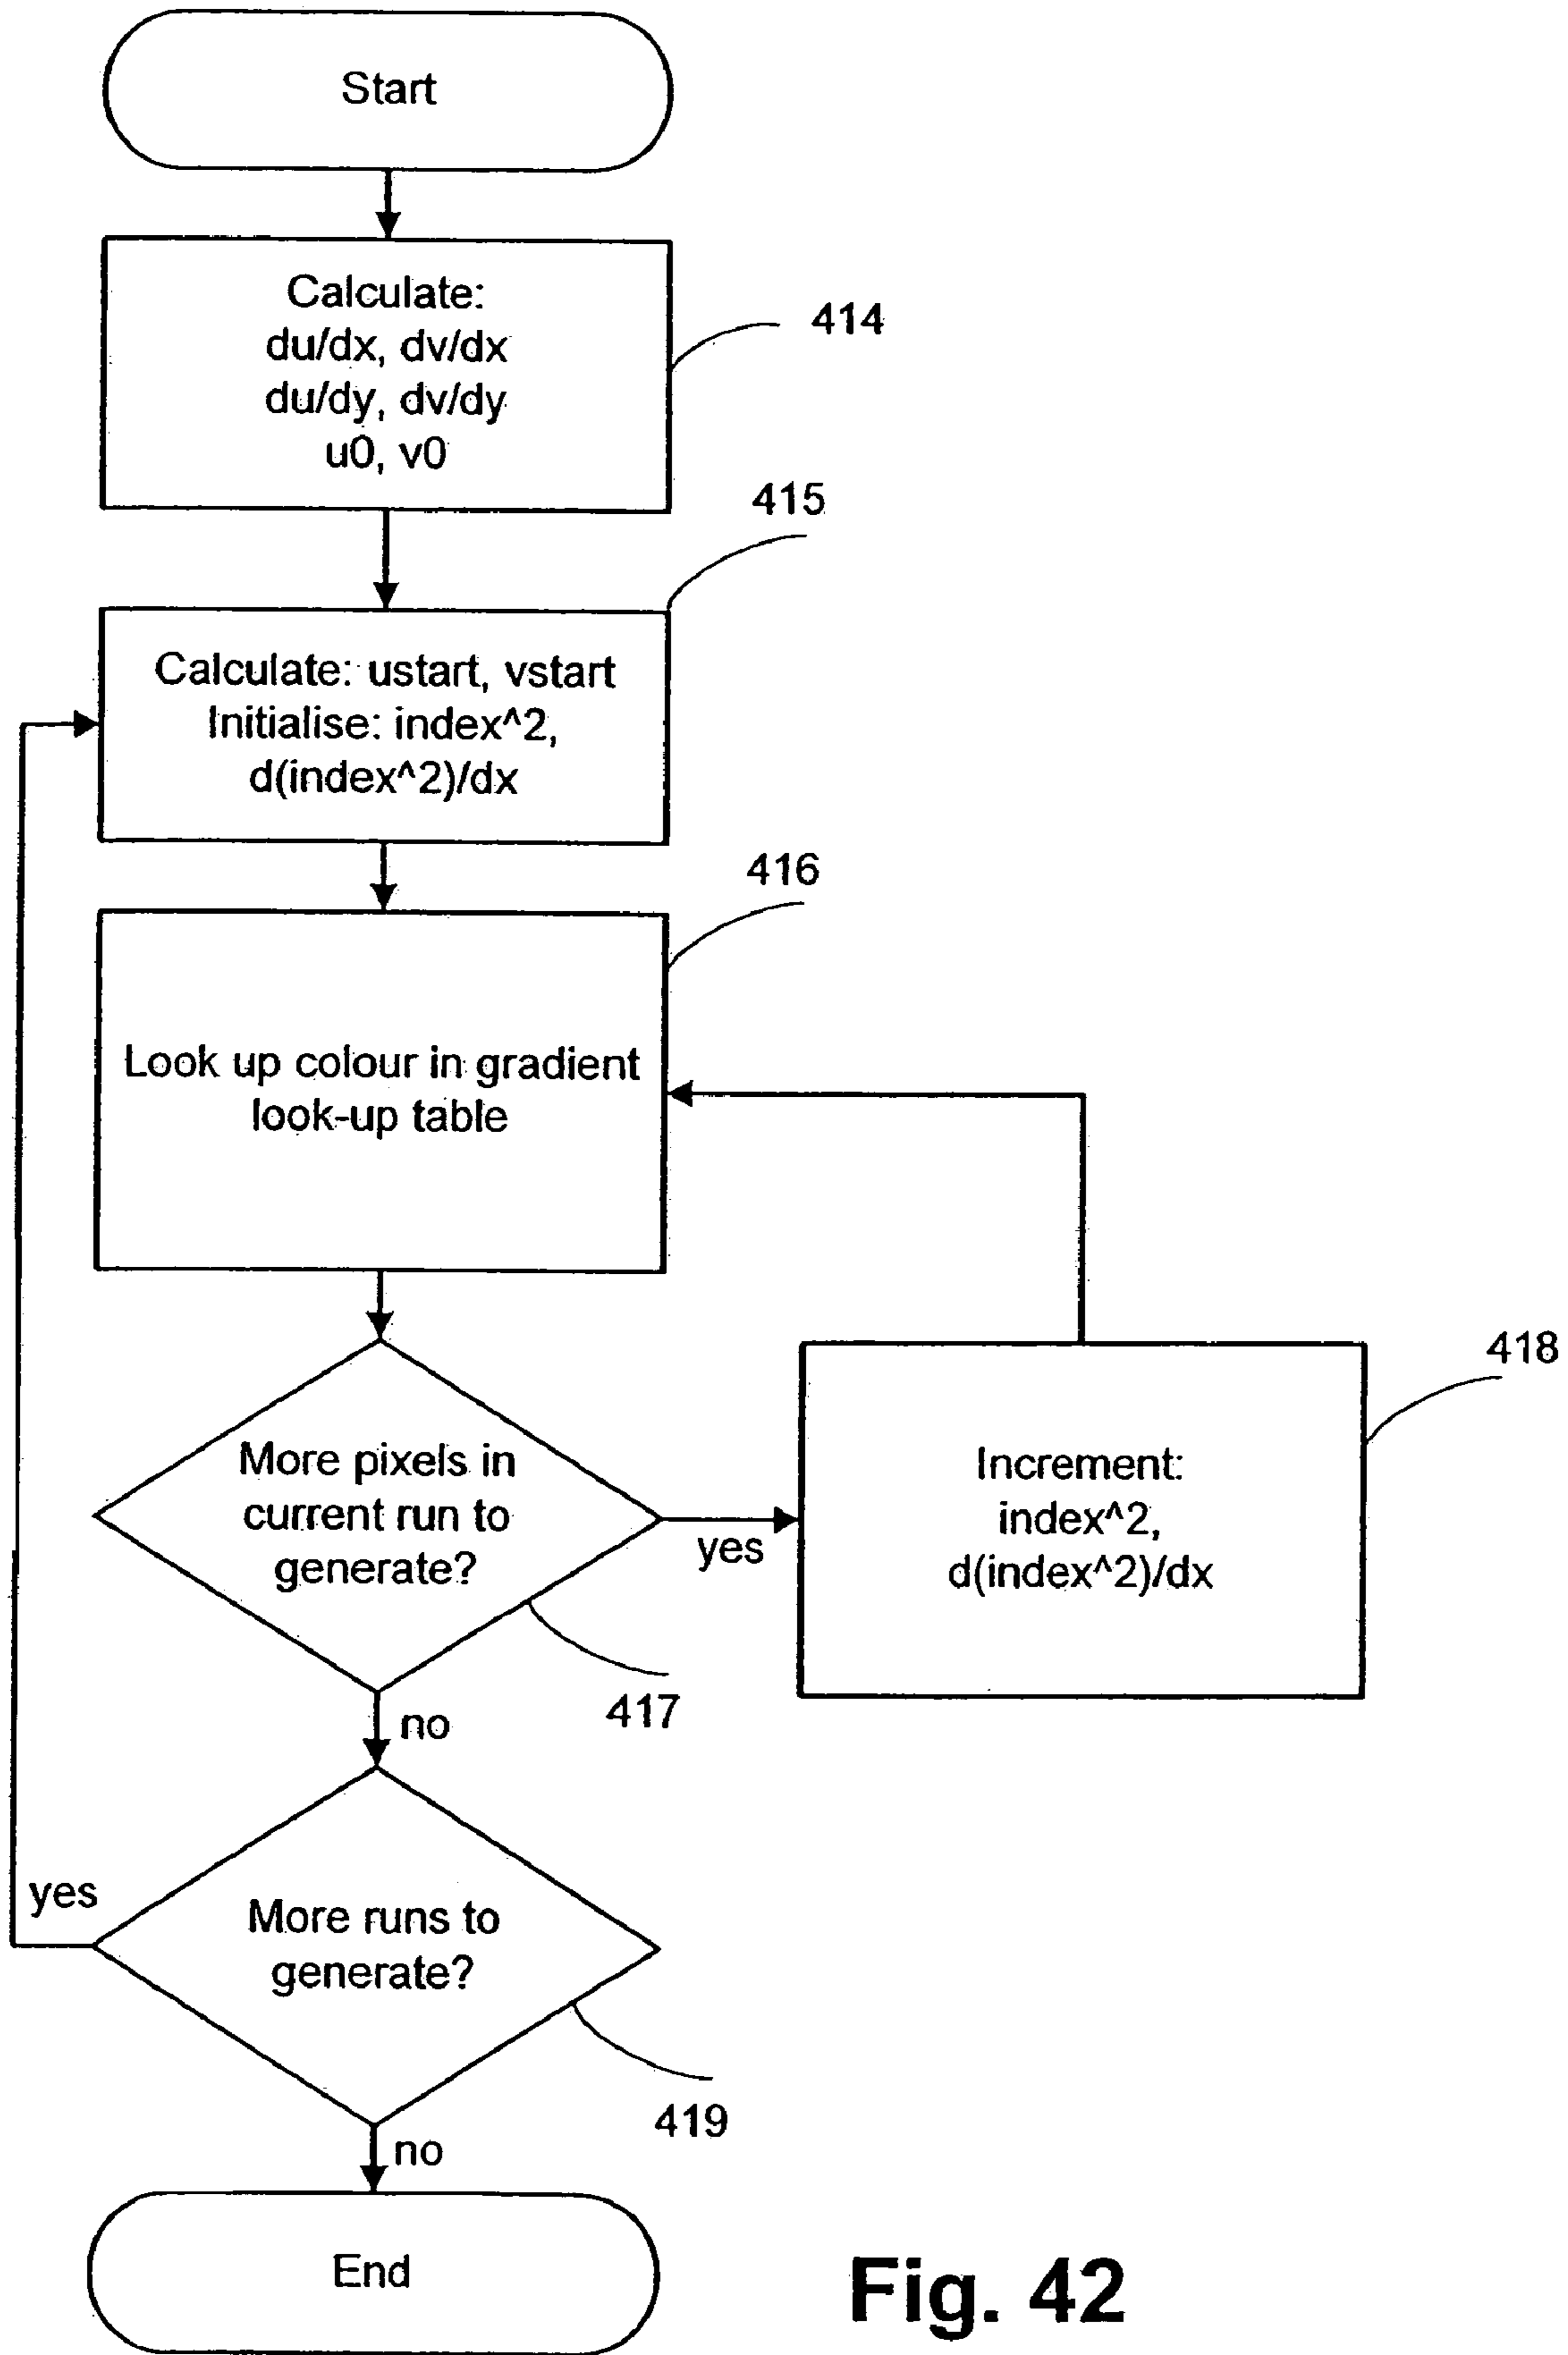 Start
Calculate:
du/dx, dv/dx
du/dy, dv/dy
u0, v0
414
415
Calculate: ustart, vstart
Initialise: index^2,
d(index^2)/dx
416
Look up colour in gradient
look-up table
More pixels in
current run to
generate?
yes
417
418
Increment:
index^2,
d(index^2)/dx
no
yes
More runs to
generate?
419
no
End
Fig. 42